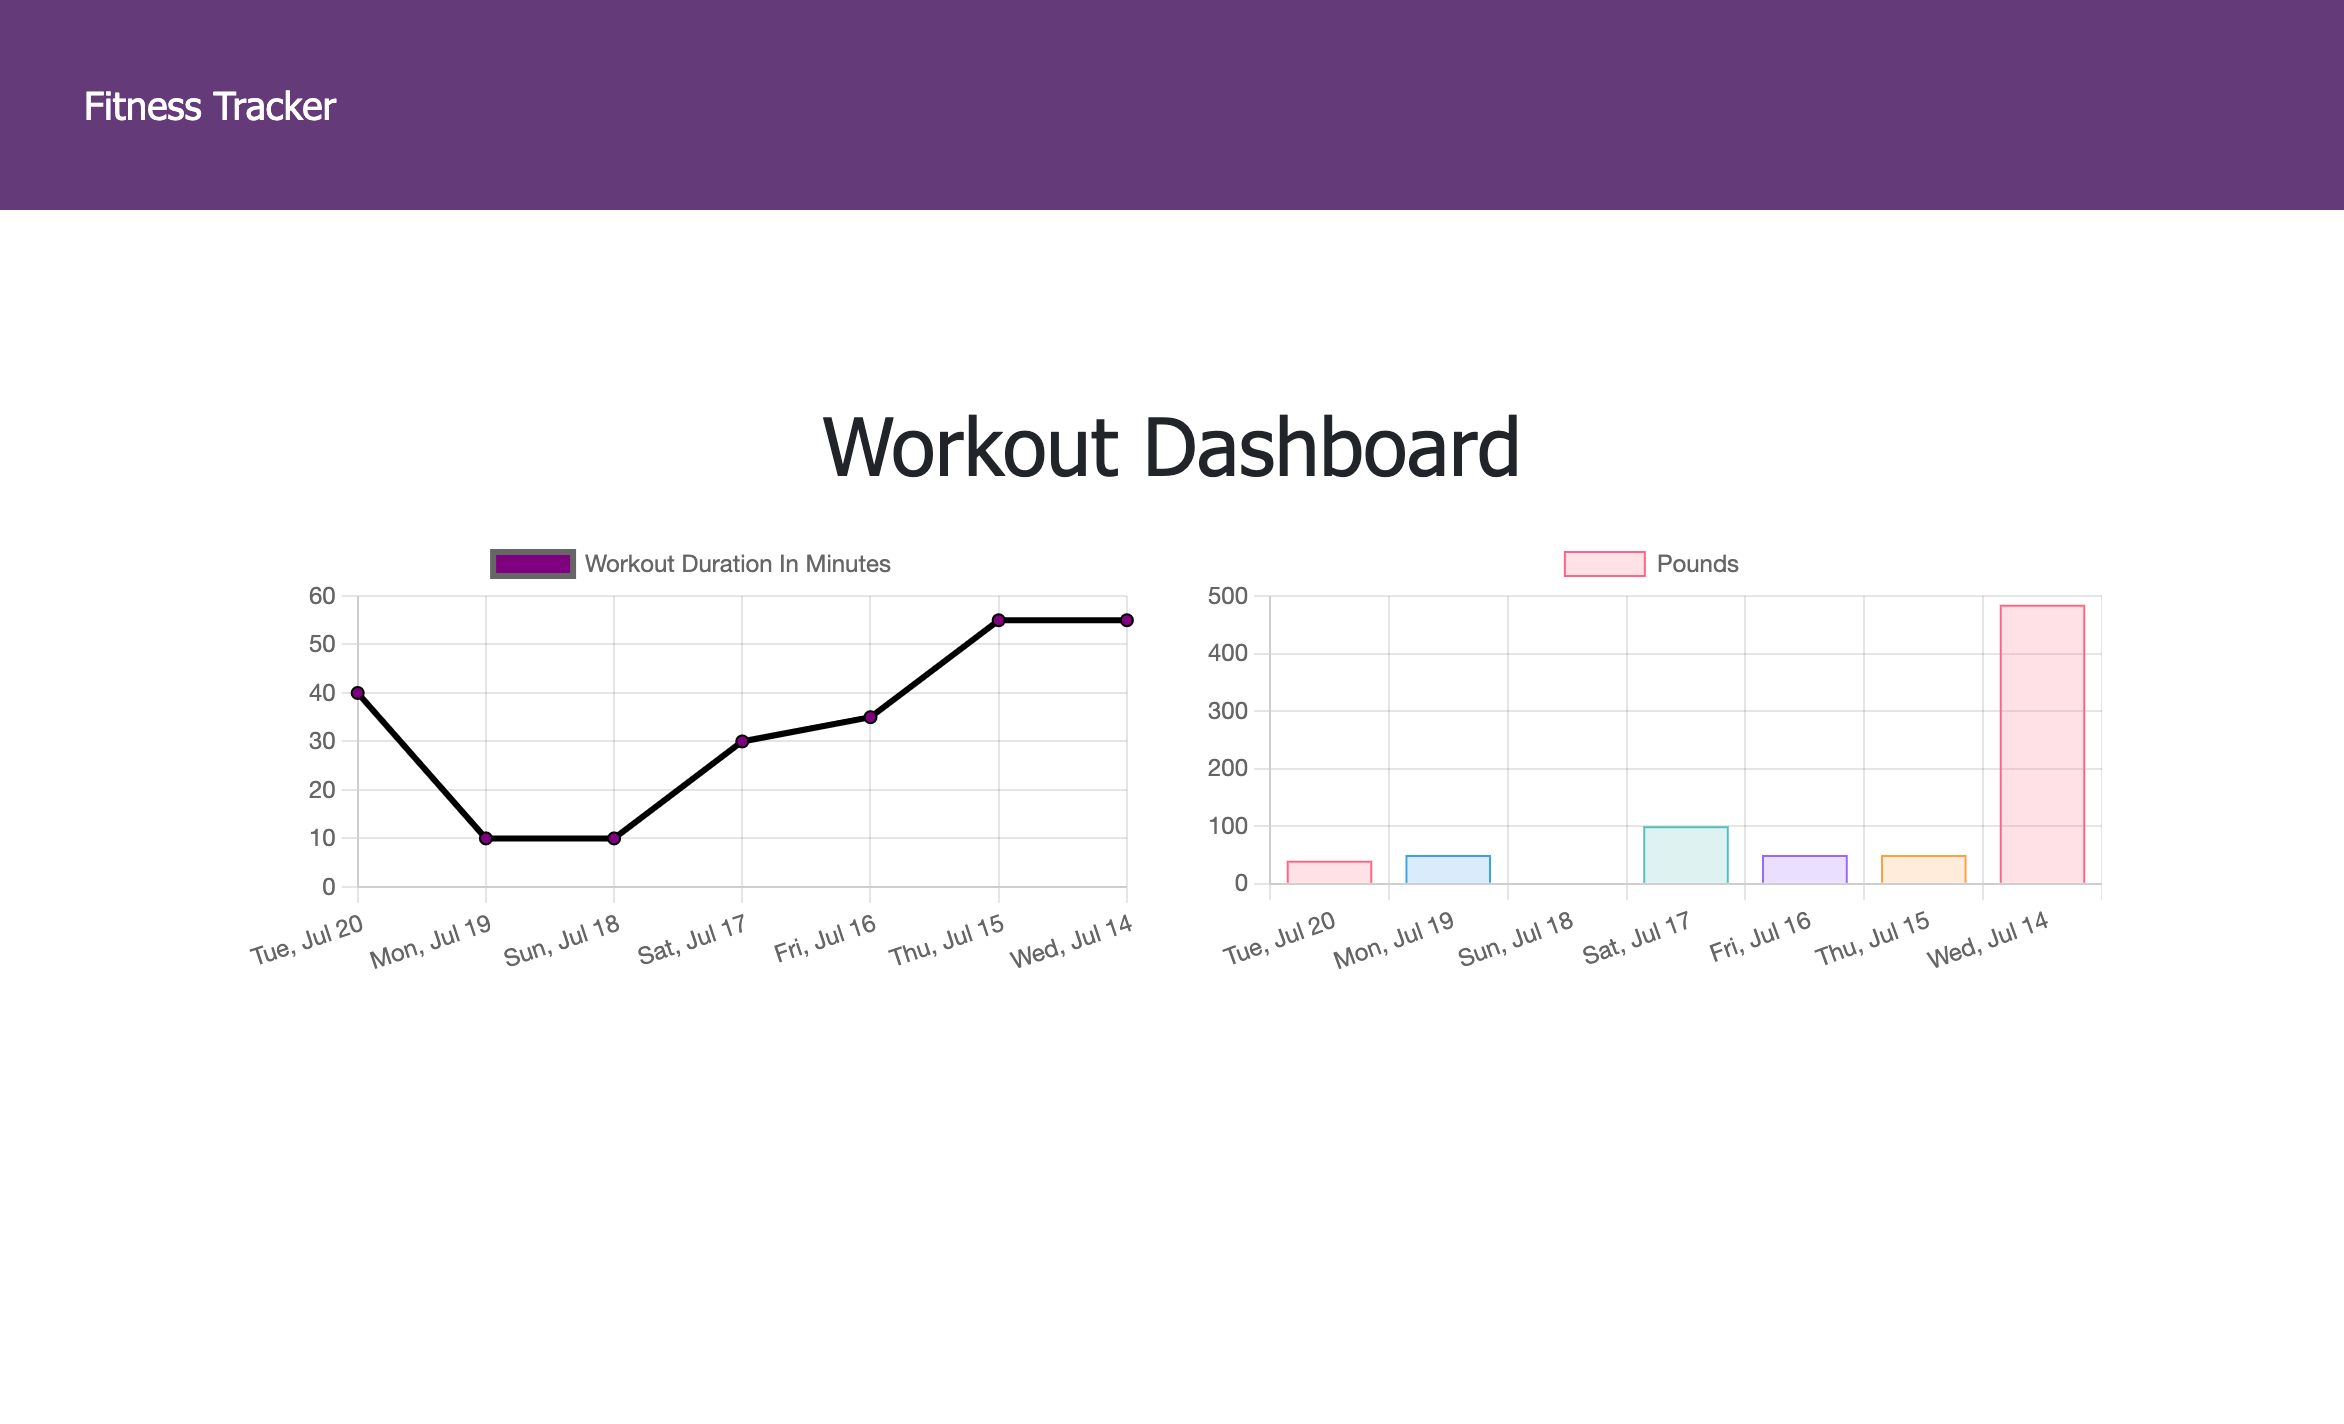 Fitness Tracker
Workout Dashboard
Workout Duration In Minutes
60
50
40
30
20
10
0
Tue, Jul 20
Mon, Jul 19
Sun, Jul 18
Sat, Jul 17
Fri, Jul 16
Thu, Jul 15
Wed, Jul 14
Pounds
500
400
300
200
100
0
Tue, Jul 20
Mon, Jul 19
Sun, Jul 18
Sat, Jul 17
Fri, Jul 16
Thu, Jul 15
Wed, Jul 14